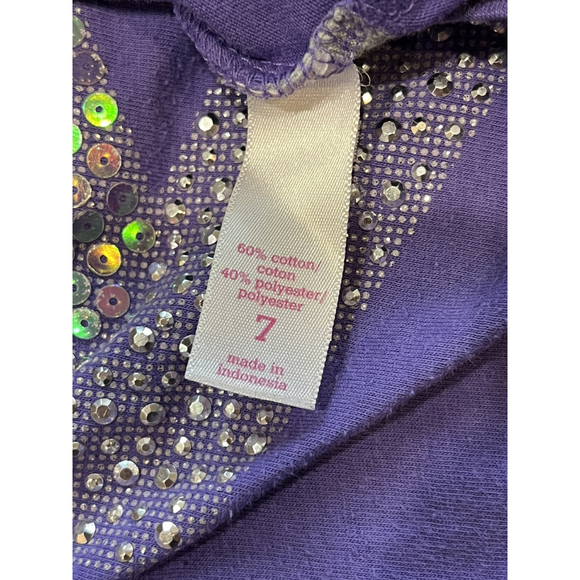 60% cotton/
coton
40% polyester/
polyester
7
made in
indonesia